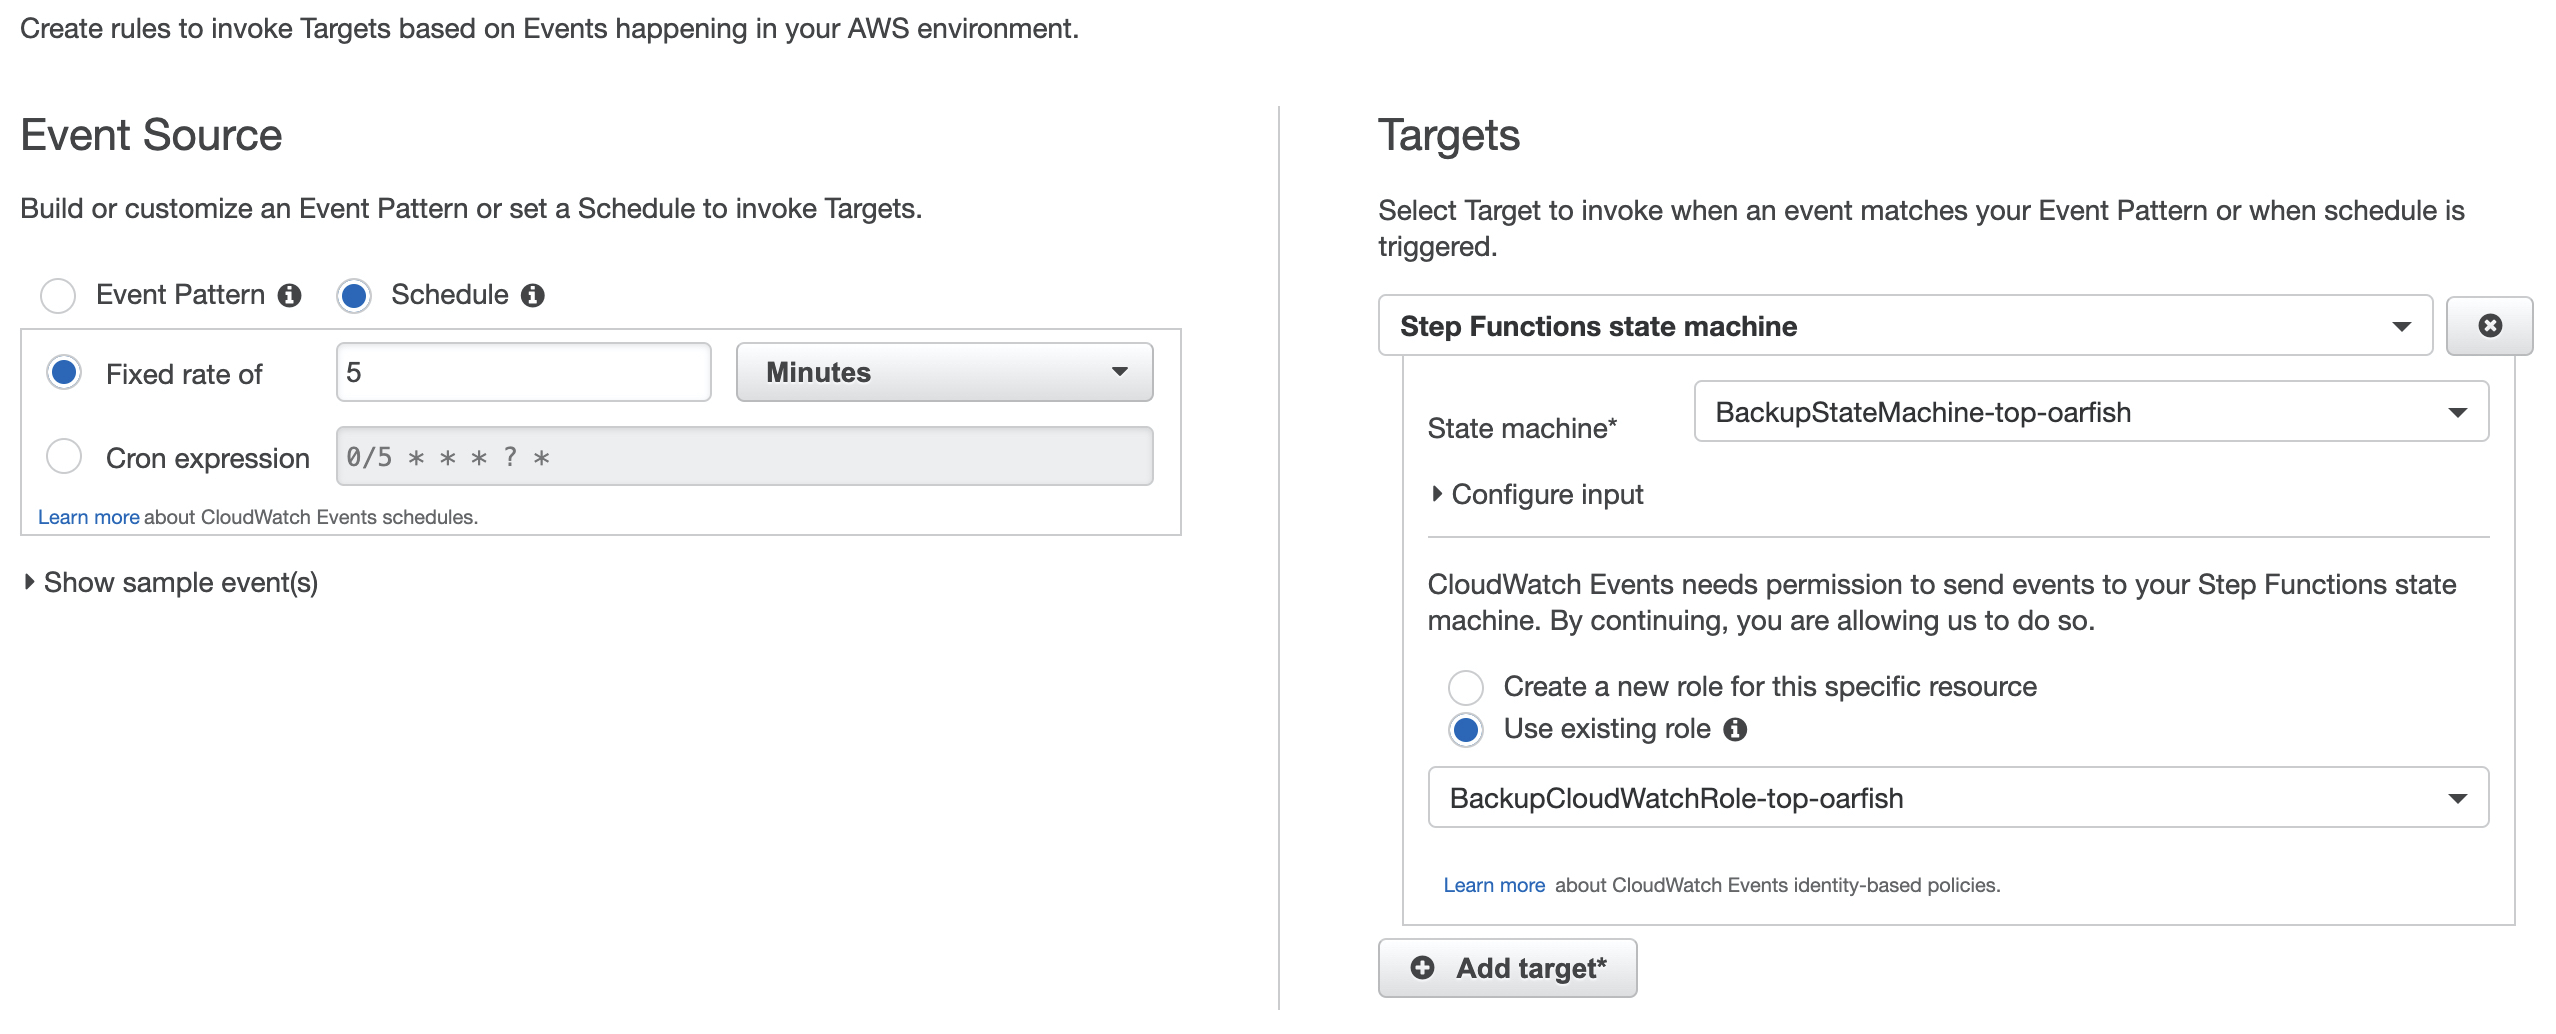 Create rules to invoke Targets based on Events happening in your AWS environment.
Event Source
Build or customize an Event Pattern or set a Schedule to invoke Targets.
Event Pattern Schedule
Fixed rate of 5 Minutes
Cron expression 0/5 * * * ? *
Learn more about CloudWatch Events schedules.
Show sample event(s)
Targets
Select Target to invoke when an event matches your Event Pattern or when schedule is
triggered.
Step Functions state machine
State machine* BackupStateMachine-top-oarfish
Configure input
CloudWatch Events needs permission to send events to your Step Functions state
machine. By continuing, you are allowing us to do so.
Create a new role for this specific resource
Use existing role
BackupCloudWatchRole-top-oarfish
Learn more about CloudWatch Events identity-based policies.
Add target*